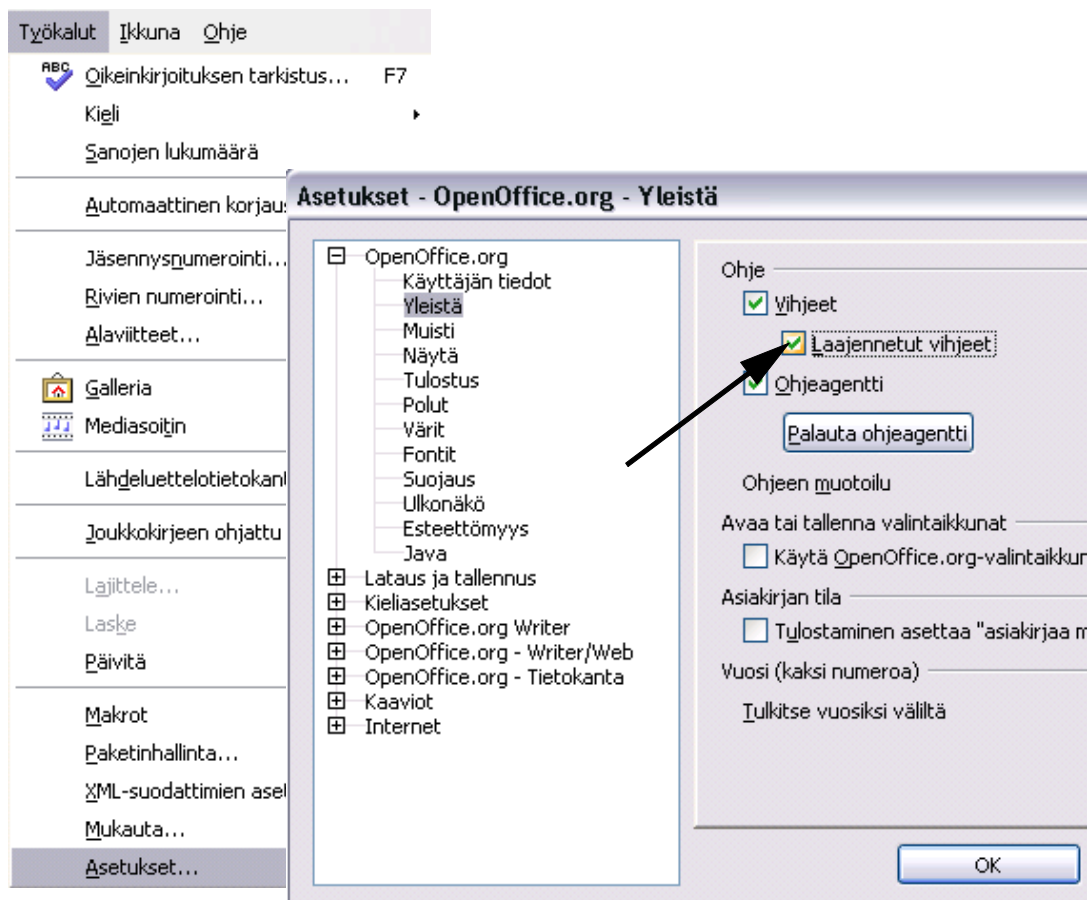 Työkalut Ikkuna Ohje
ABC Oikeinkirjoituksen tarkistus... F7
Kieli
Sanojen lukumäärä
Automaattinen korjaus
Jäsennysnumerointi...
Rivien numerointi...
Alaviitteet...
Galleria
Mediasoitin
Lähdeluettelotietokant
Joukkokirjeen ohjattu
Lajittele...
Laske
Päivitä
Makrot
Paketinhallinta...
XML-suodattimien aset
Mukauta...
Asetukset...
Asetukset - OpenOffice.org - Yleistä
OpenOffice.org
Käyttäjän tiedot
Yleistä
Muisti
Näytä
Tulostus
Polut
Värit
Fontit
Suojaus
Ulkonäkö
Esteettömyys
Java
Lataus ja tallennus
Kieliasetukset
OpenOffice.org Writer
OpenOffice.org - Writer/Web
OpenOffice.org - Tietokanta
Kaaviot
Internet
Ohje
Vihjeet
Laajennetut vihjeet
Ohjeagentti
Palauta ohjeagentti
Ohjeen muotoilu
Avaa tai tallenna valintaikkunat
Käytä OpenOffice.org-valintaikkun
Asiakirjan tila
Tulostaminen asettaa "asiakirjaa m
Vuosi (kaksi numeroa)
Tulkitse vuosiksi väliltä
OK